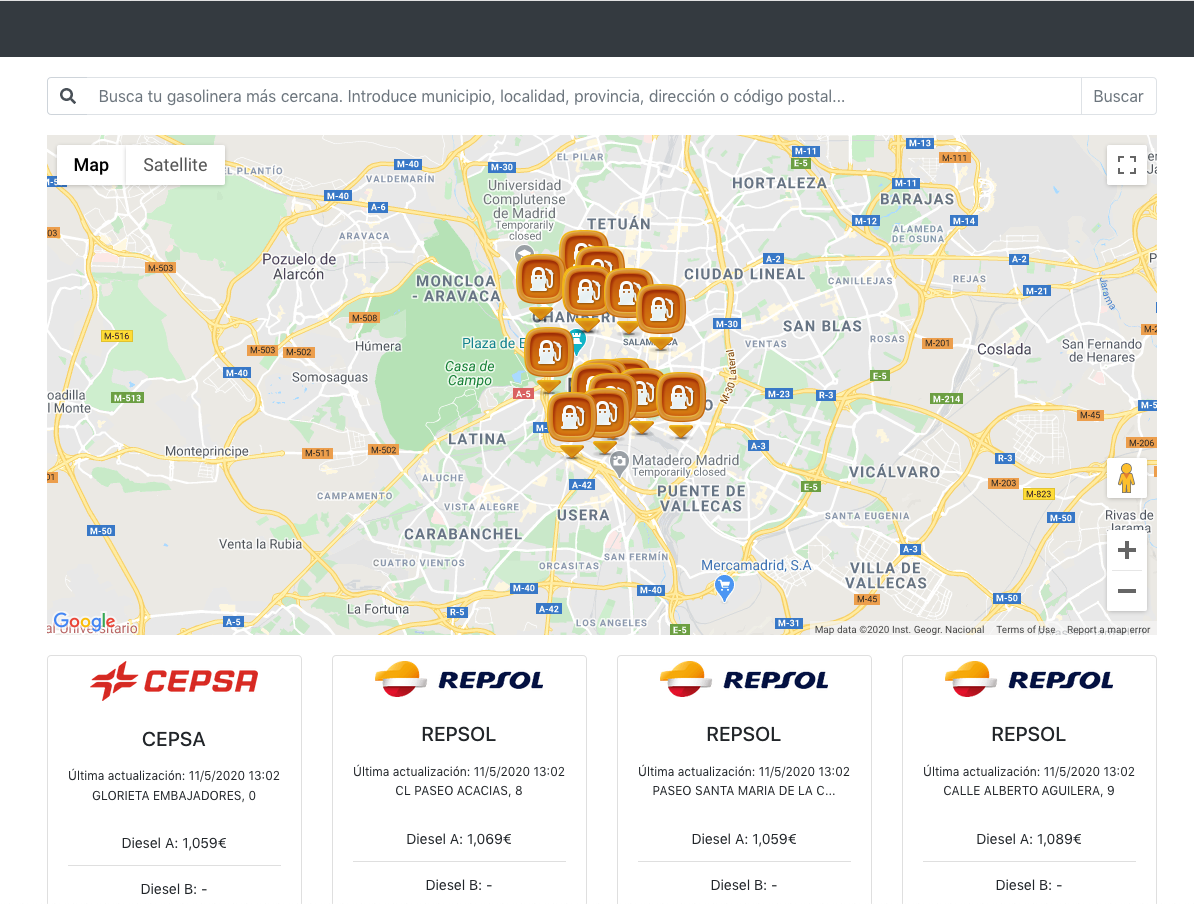 Busca tu gasolinera más cercana. Introduce municipio, localidad, provincia, dirección o código postal...
Buscar
Map
Satellite
EL PLANTÍO
M-40
VALDEMARÍN
M-30
EL PILAR
M-11
E-5
M-13
M-111
M-40
A-6
Universidad
Complutense
de Madrid
Temporarily
closed
HORTALEZA
M-11
BARAJAS
TETUÁN
M-12
M-14
ALAMEDA
DE OSUNA
03
ARAVACA
Pozuelo de
Alarcón
M-503
MONCLOA
- ARAVACA
A-2
CIUDAD LINEAL
CANILLEJAS
A-2
REJAS
M-21
Jarama
M-508
CHAMBERÍ
M-30
SAN BLAS
M-516
Húmera
M-503
M-502
Plaza de E
SALAMANCA
VENTAS
ROSAS
M-201
Coslada
San Fernando
de Henares
M-40
Somosaguas
Casa de
Campo
M-30 Lateral
E-5
oadilla
l Monte
M-513
A-5
M-23
R-3
M-214
M-45
M-5
LATINA
A-3
M-206
Monteprincipe
M-511
M-502
Matadero Madrid
Temporarily closed
R-3
VICÁLVARO
01
ALUCHE
A-42
E-5
M-203
M-823
CAMPAMENTO
VISTA ALEGRE
PUENTE DE
VALLECAS
USERA
SANTA EUGENIA
M-50
Rivas de
Jarama
M-50
CARABANCHEL
Venta la Rubia
SAN FERMÍN
A-3
CUATRO VIENTOS
ORCASITAS
Mercamadrid, S.A
VILLA DE
VALLECAS
M-40
M-40
M-45
M-50
La Fortuna
R-5
A-42
Google
A-5
LOS ANGELES
E-5
M-31
al Universitario
Map data ©2020 Inst. Geogr. Nacional
Terms of Use
Report a map error
CEPSA
REPSOL
REPSOL
REPSOL
CEPSA
REPSOL
REPSOL
REPSOL
Última actualización: 11/5/2020 13:02
Última actualización: 11/5/2020 13:02
Última actualización: 11/5/2020 13:02
Última actualización: 11/5/2020 13:02
GLORIETA EMBAJADORES, 0
CL PASEO ACACIAS, 8
PASEO SANTA MARIA DE LA C...
CALLE ALBERTO AGUILERA, 9
Diesel A: 1,059€
Diesel A: 1,069€
Diesel A: 1,059€
Diesel A: 1,089€
Diesel B: -
Diesel B: -
Diesel B: -
Diesel B: -